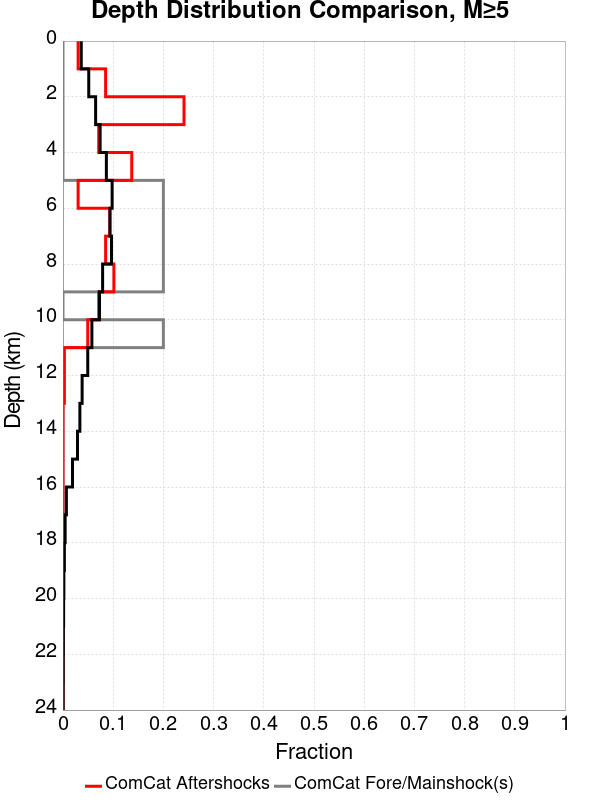 Depth Distribution Comparison, M≥5
0
2
4
6
8
10
12
14
16
18
20
22
24
Depth (km)
0 0.1 0.2 0.3 0.4 0.5 0.6 0.7 0.8 0.9 1
Fraction
ComCat Aftershocks ComCat Fore/Mainshock(s)